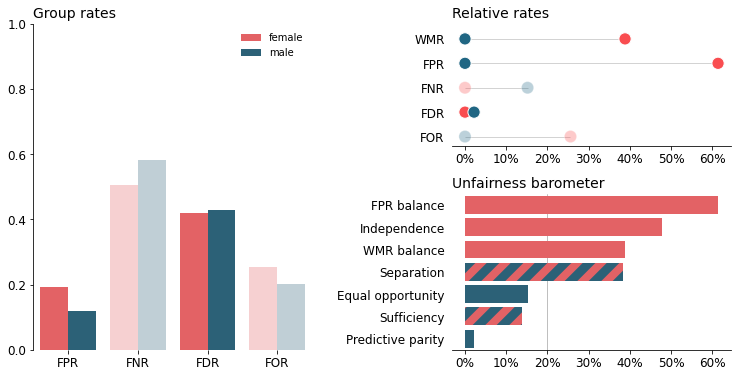 Group rates
1.0
0.8
0.6
0.4
0.2
0.0
female
male
FPR FNR FDR FOR
Relative rates
WMR
FPR
FNR
FDR
FOR
0% 10% 20% 30% 40% 50% 60%
Unfairness barometer
FPR balance
Independence
WMR balance
Separation
Equal opportunity
Sufficiency
Predictive parity
0% 10% 20% 30% 40% 50% 60%